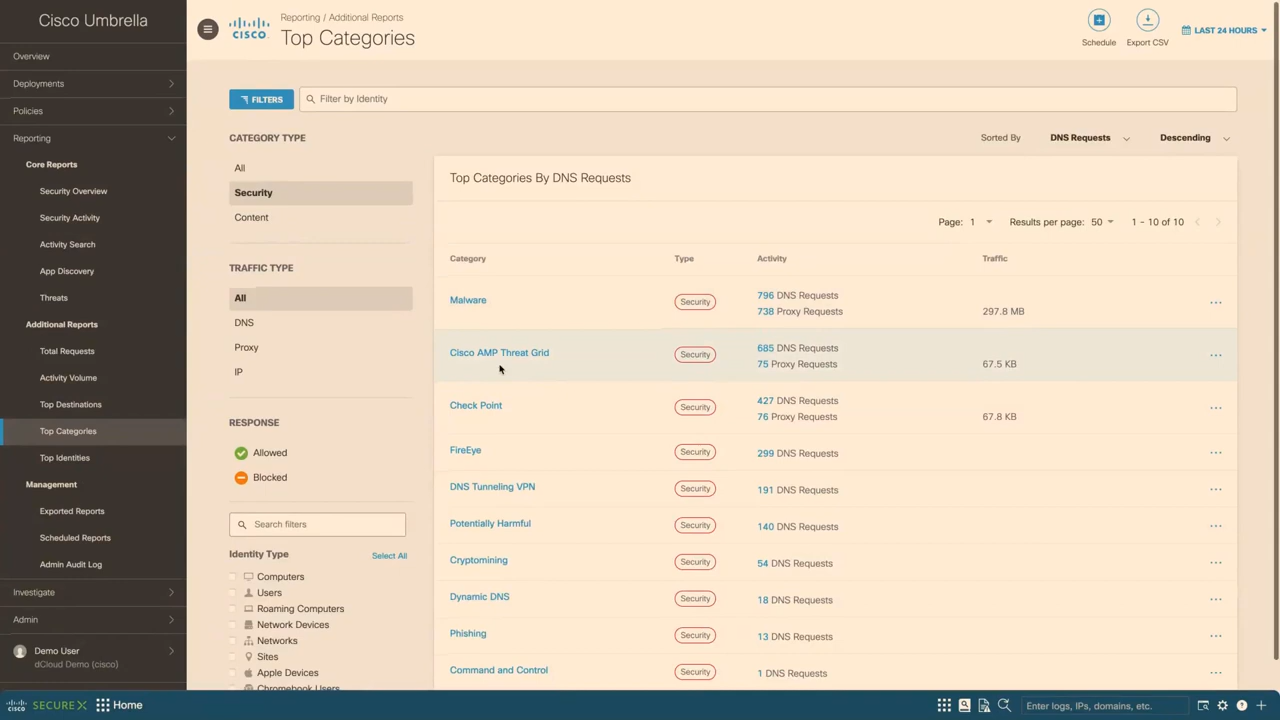 Cisco Umbrella
Overview
Deployments
Policies
Reporting
Core Reports
Security Overview
Security Activity
Activity Search
App Discovery
Threats
Additional Reports
Total Requests
Activity Volume
Top Destinations
Top Categories
Top Identities
Management
Exported Reports
Scheduled Reports
Admin Audit Log
Investigate
Admin
Demo User
dCloud Demo (cisco)
CISCO
Reporting / Additional Reports
Top Categories
Schedule
Export CSV
LAST 24 HOURS
FILTERS
Filter by Identity
CATEGORY TYPE
All
Security
Content
TRAFFIC TYPE
All
DNS
Proxy
IP
RESPONSE
Allowed
Blocked
Search filters
Identity Type Select All
Computers
Users
Roaming Computers
Network Devices
Networks
Sites
Apple Devices
Chromebook Users
Sorted By DNS Requests Descending
Top Categories By DNS Requests
Page: 1 Results per page: 50 1 - 10 of 10
Category Type Activity Traffic
Malware Security 796 DNS Requests
738 Proxy Requests 297.8 MB
Cisco AMP Threat Grid Security 685 DNS Requests
75 Proxy Requests 67.5 KB
Check Point Security 427 DNS Requests
76 Proxy Requests 67.8 KB
FireEye Security 299 DNS Requests
DNS Tunneling VPN Security 191 DNS Requests
Potentially Harmful Security 140 DNS Requests
Cryptomining Security 54 DNS Requests
Dynamic DNS Security 18 DNS Requests
Phishing Security 13 DNS Requests
Command and Control Security 1 DNS Requests
CISCO SECUREX Home
Enter logs, IPs, domains, etc.